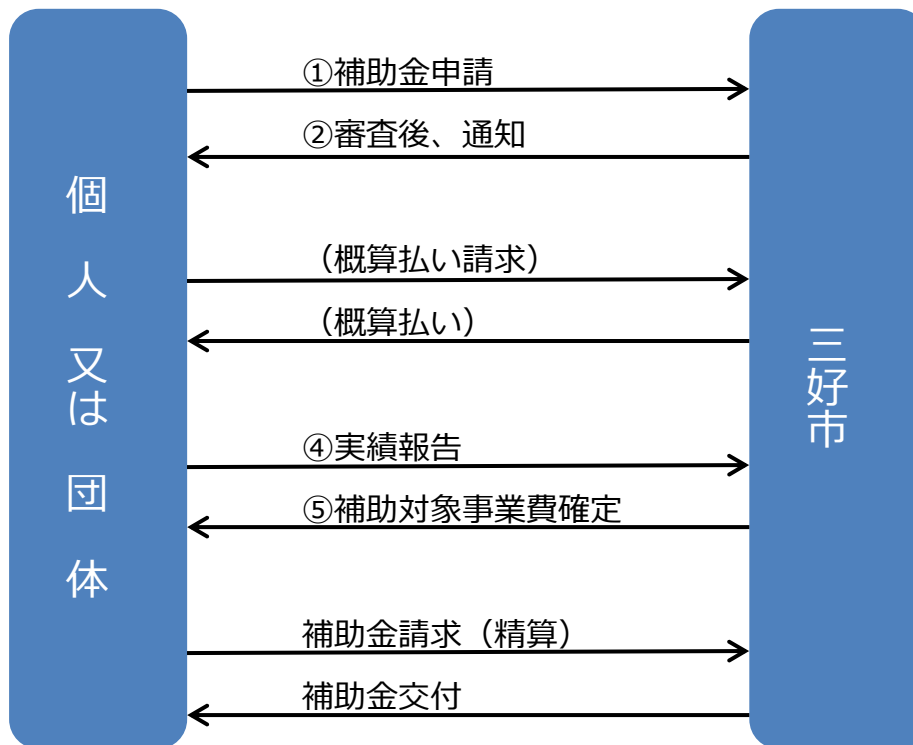 個人又は団体
①補助金申請
②審査後、通知
（概算払い請求）
（概算払い）
④実績報告
⑤補助対象事業費確定
補助金請求（精算）
補助金交付
三好市